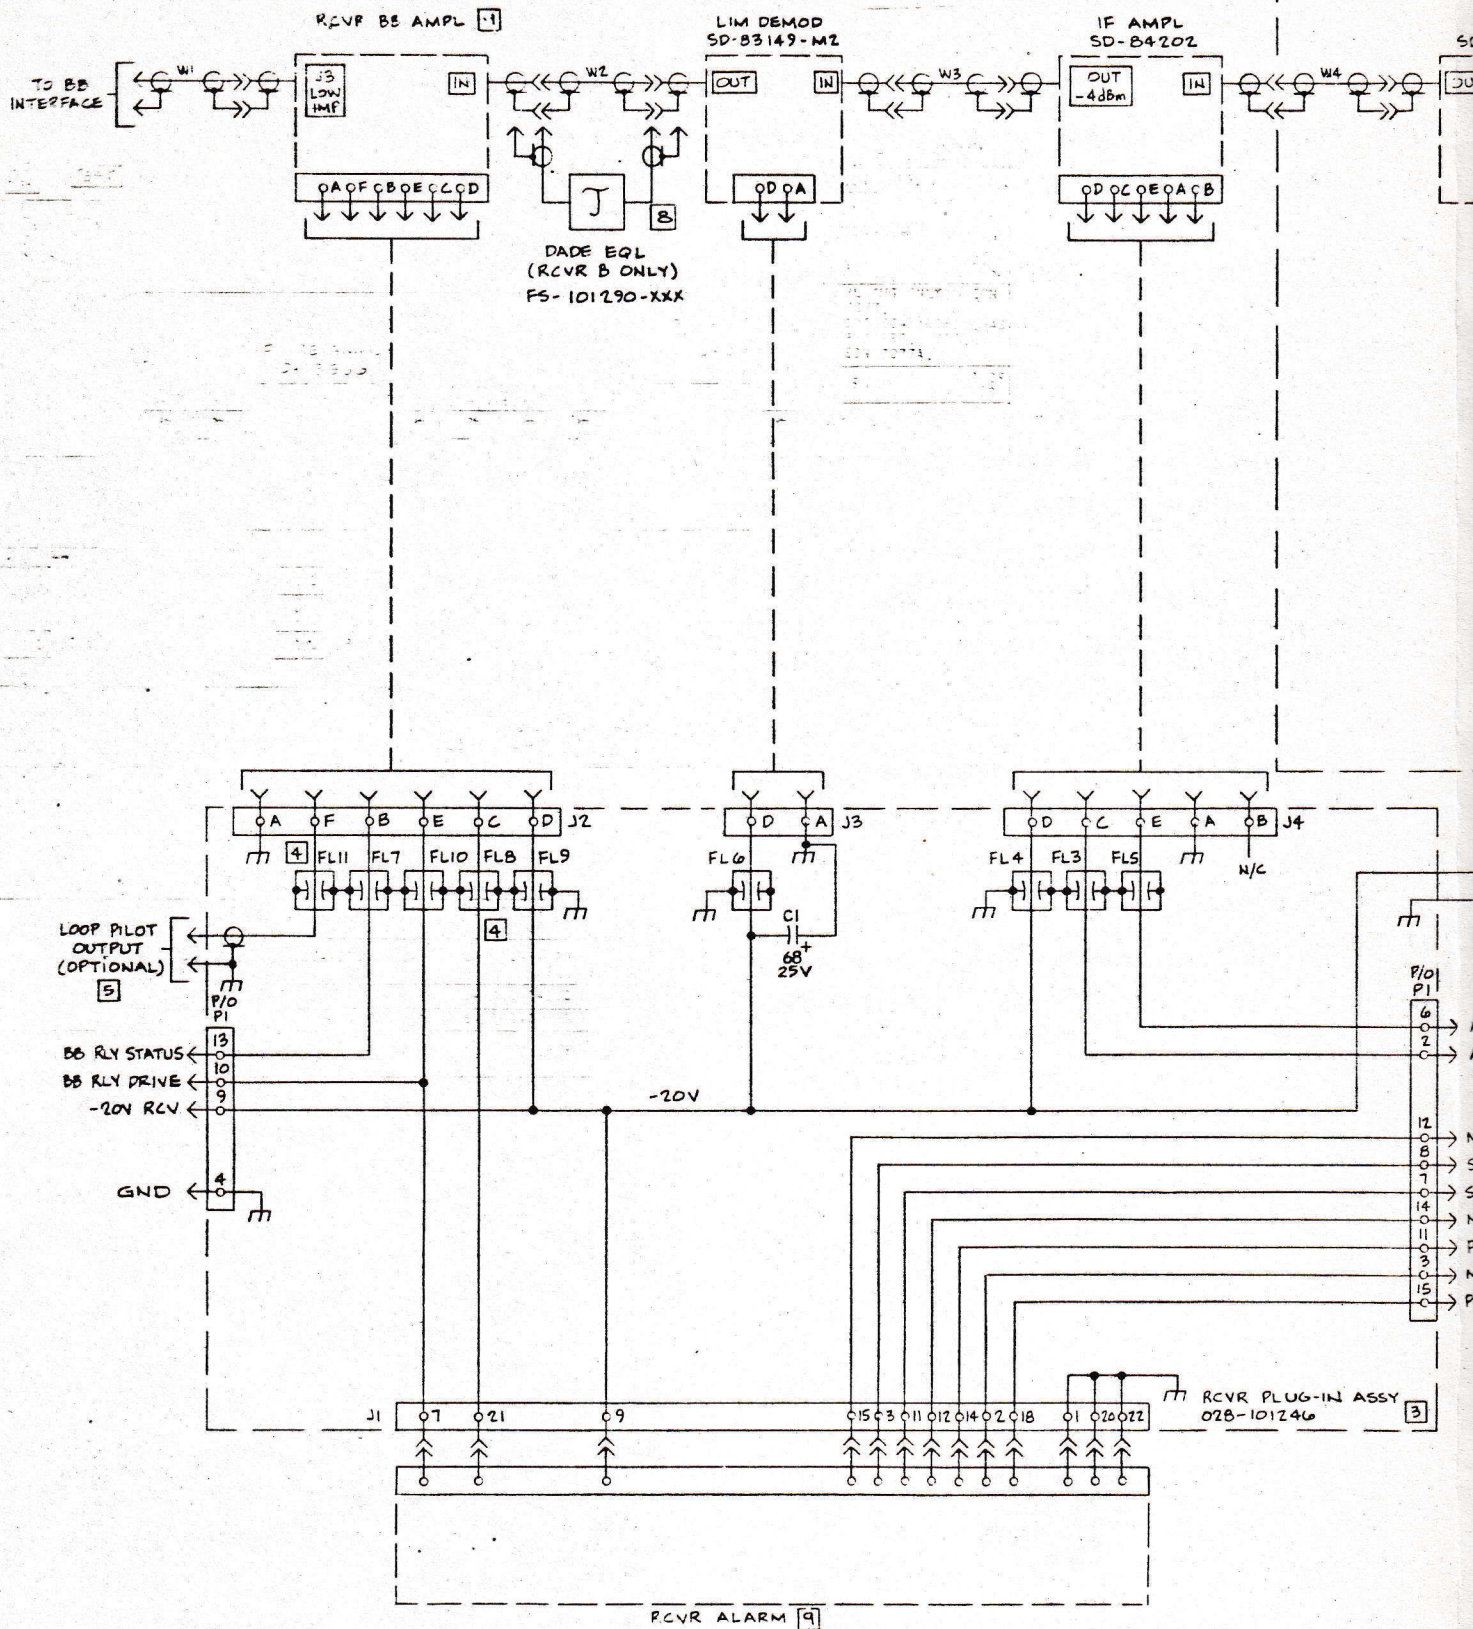 RCVR BB AMPL
LIM DEMOD
SD-83149-M2
IF AMPL
SD-84202
TO BB
INTERFACE
W1
J3
LOW
IMP
IN
W2
OUT
IN
W3
OUT
-4dBm
IN
W4
A F B E C D
J
8
D A
D C E A B
DADE EQL
(RCVR B ONLY)
FS-101290-XXX
A F B E C D J2
D A J3
D C E A B J4
4 FL11 FL7 FL10 FL8 FL9
FL6
FL4 FL3 FL5
N/C
4
C1
+
68
25V
LOOP PILOT
OUTPUT
(OPTIONAL)
5
P/O
P1
P/O
P1
13
BB RLY STATUS
10
BB RLY DRIVE
9
-20V RCV
-20V
4
GND
6
2
12
8
7
14
11
3
15
J1 7 21 9 15 3 11 12 14 2 18 1 20 22
RCVR PLUG-IN ASSY
028-101246 3
RCVR ALARM 9